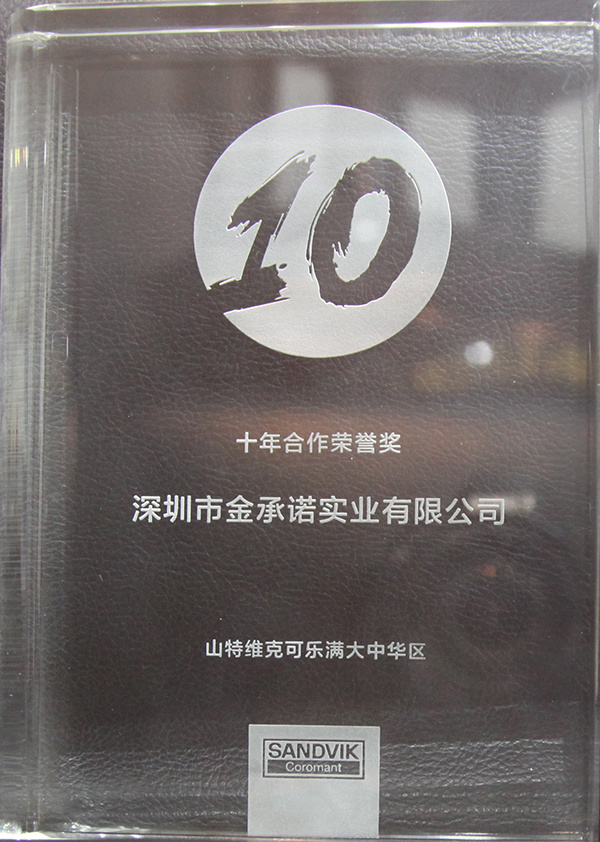 10
十年合作荣誉奖
深圳市金承诺实业有限公司
山特维克可乐满大中华区
SANDVIK
Coromant